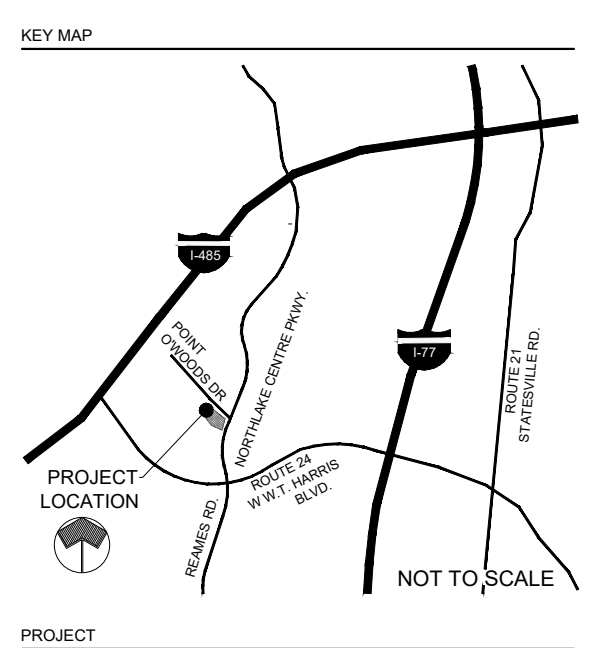 KEY MAP
I-485
POINT
O'WOODS DR
NORTHLAKE CENTRE PKWY.
I-77
ROUTE 21
STATESVILLE RD.
PROJECT
LOCATION
ROUTE 24
W W.T. HARRIS
BLVD.
REAMES RD.
NOT TO SCALE
PROJECT